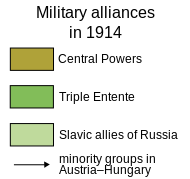 Military alliances
in 1914
Central Powers
Triple Entente
Slavic allies of Russia
minority groups in
Austria–Hungary